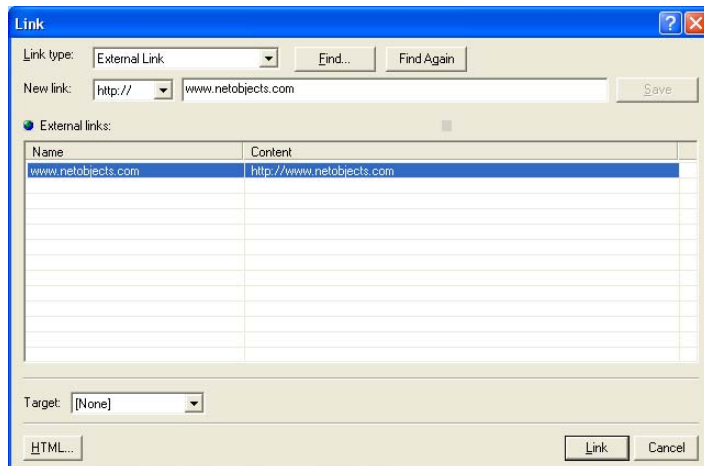 Link
Link type: External Link Find... Find Again
New link: http:// www.netobjects.com Save
External links:
Name Content
www.netobjects.com http://www.netobjects.com
Target: [None]
HTML... Link Cancel